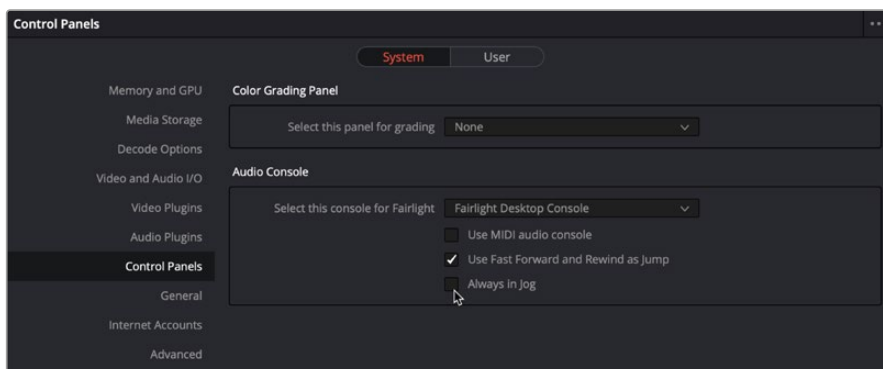 Control Panels
System User
Memory and GPU
Media Storage
Decode Options
Video and Audio I/O
Video Plugins
Audio Plugins
Control Panels
General
Internet Accounts
Advanced
Color Grading Panel
Select this panel for grading None
Audio Console
Select this console for Fairlight Fairlight Desktop Console
Use MIDI audio console
Use Fast Forward and Rewind as Jump
Always in Jog